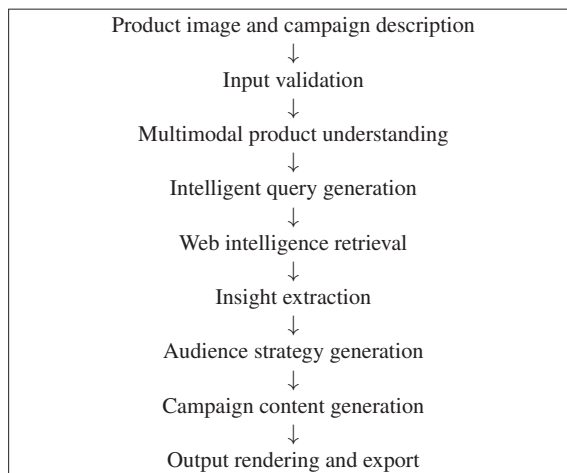 Product image and campaign description
↓
Input validation
↓
Multimodal product understanding
↓
Intelligent query generation
↓
Web intelligence retrieval
↓
Insight extraction
↓
Audience strategy generation
↓
Campaign content generation
↓
Output rendering and export